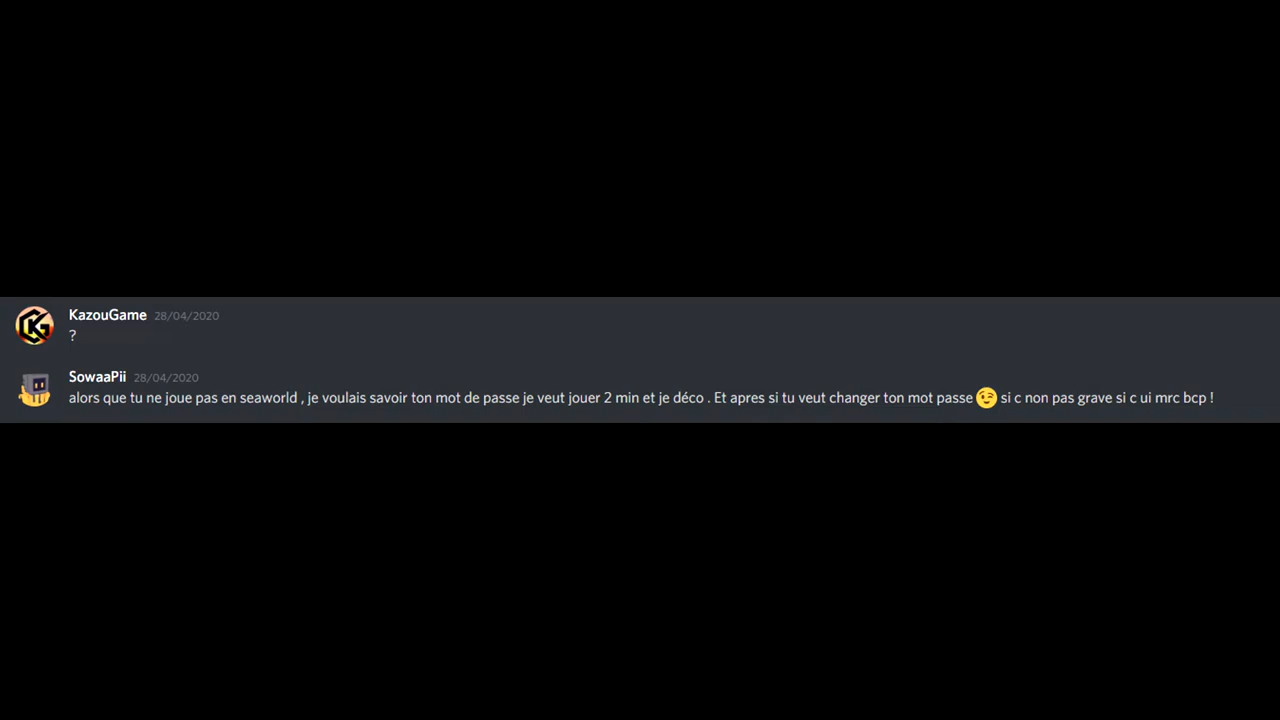 KazouGame 28/04/2020
?
SowaaPii 28/04/2020
alors que tu ne joue pas en seaworld , je voulais savoir ton mot de passe je veut jouer 2 min et je déco . Et apres si tu veut changer ton mot passe 😉 si c non pas grave si c ui mrc bcp !